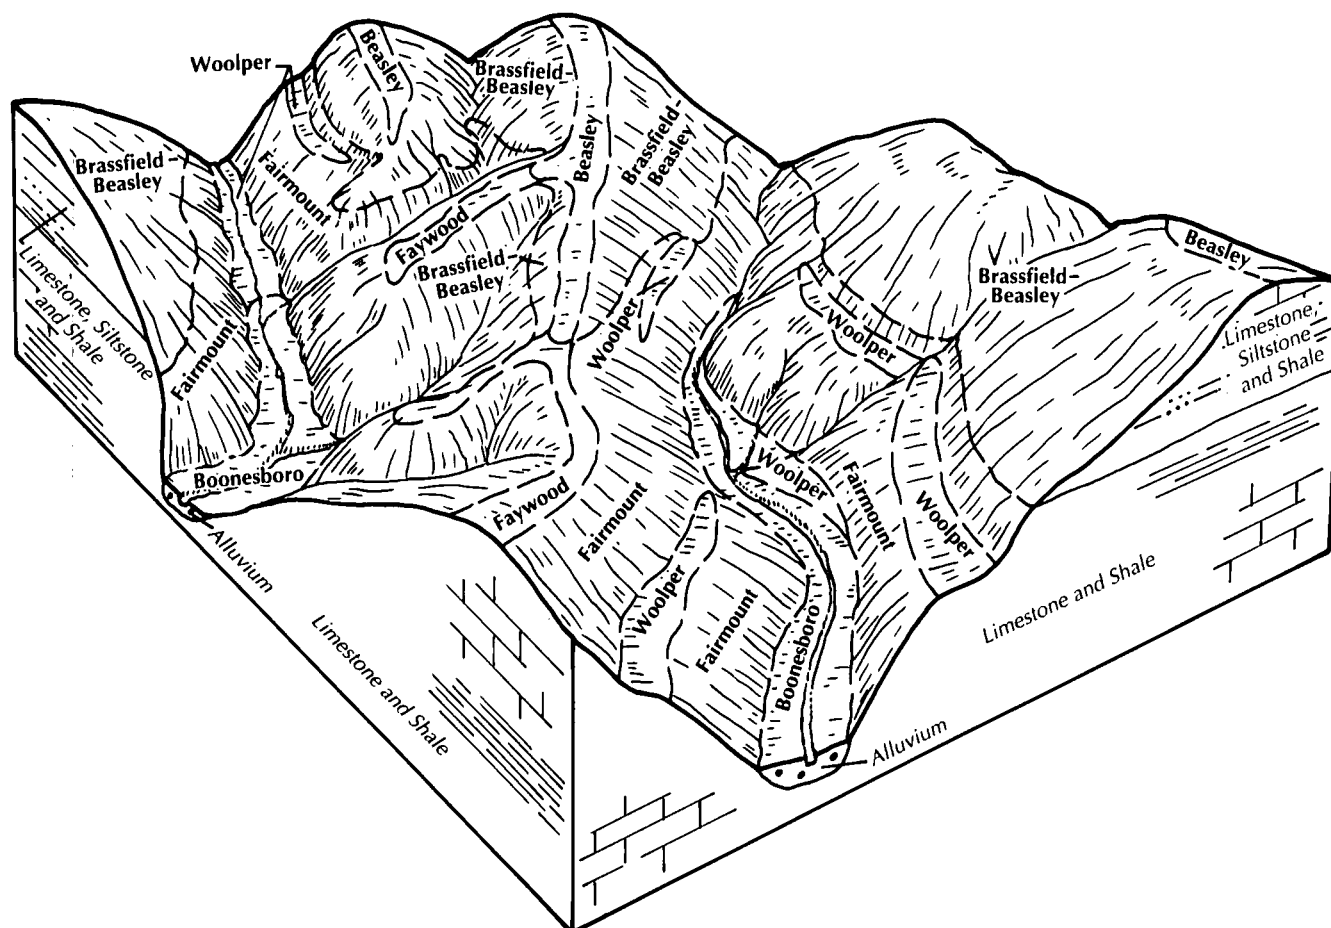 Beasley
Woolper
Brassfield-
Beasley
Brassfield-
Beasley
Beasley
Brassfield-
Beasley
Fairmount
Faywood
Brassfield-
Beasley
Beasley
Brassfield-
Beasley
Limestone, Siltstone
and Shale
Fairmount
Woolper
Woolper
Limestone,
Siltstone
and Shale
Boonesboro
Faywood
Fairmount
Woolper
Fairmount
Woolper
Alluvium
Woolper
Fairmount
Boonesboro
Limestone and Shale
Limestone and Shale
Alluvium